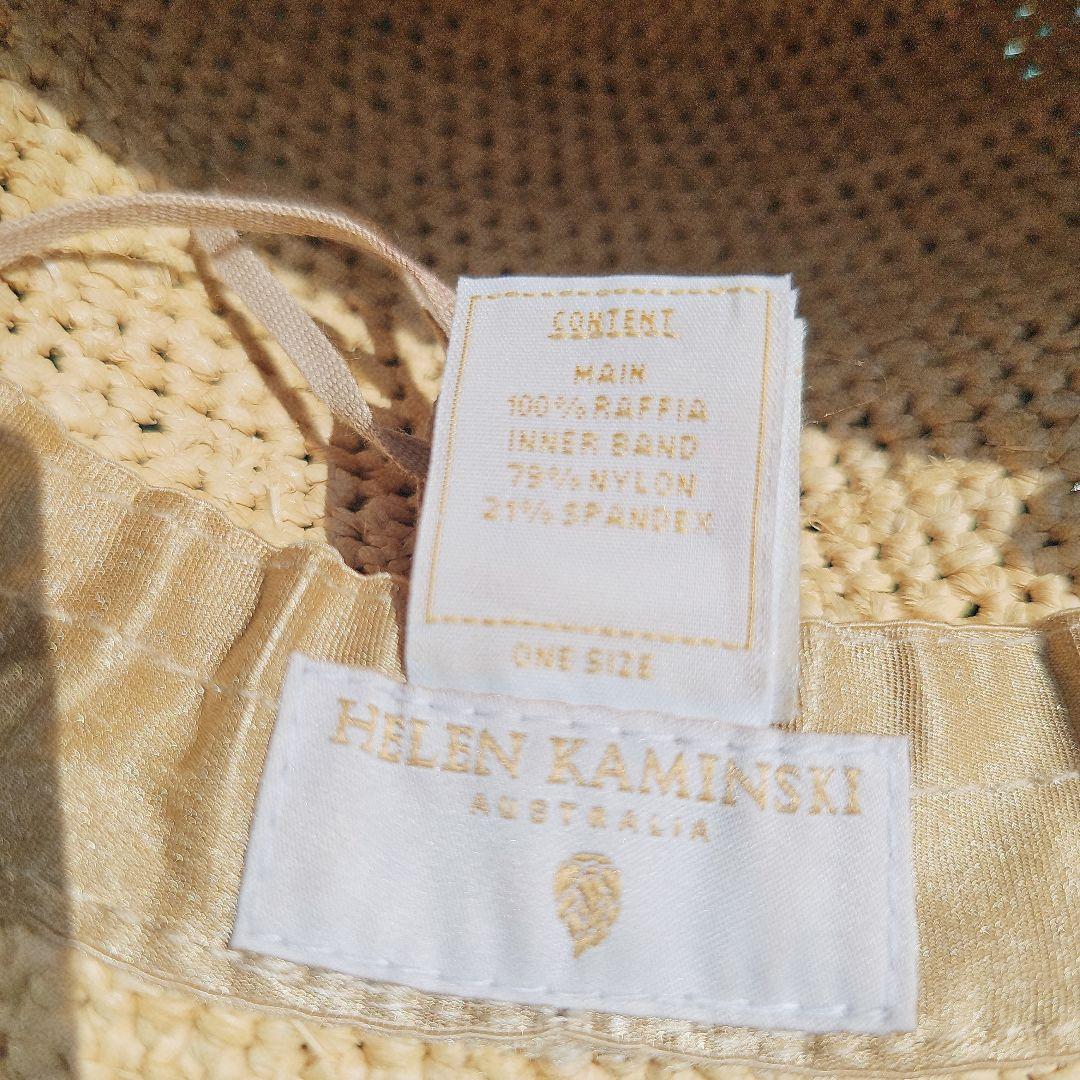 CONTENT
MAIN
100% RAFFIA
INNER BAND
79% NYLON
21% SPANDEX
ONE SIZE
HELEN KAMINSKI
AUSTRALIA